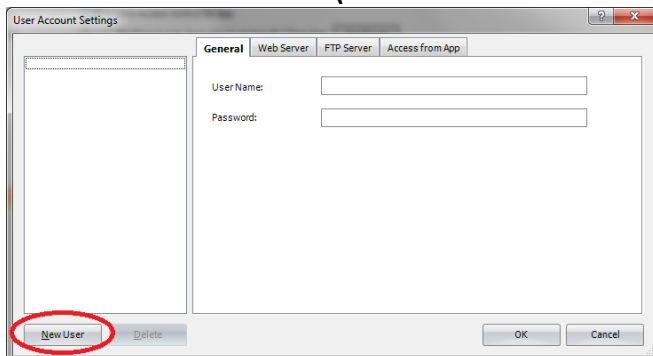 User Account Settings
General Web Server FTP Server Access from App
User Name:
Password:
New User Delete OK Cancel